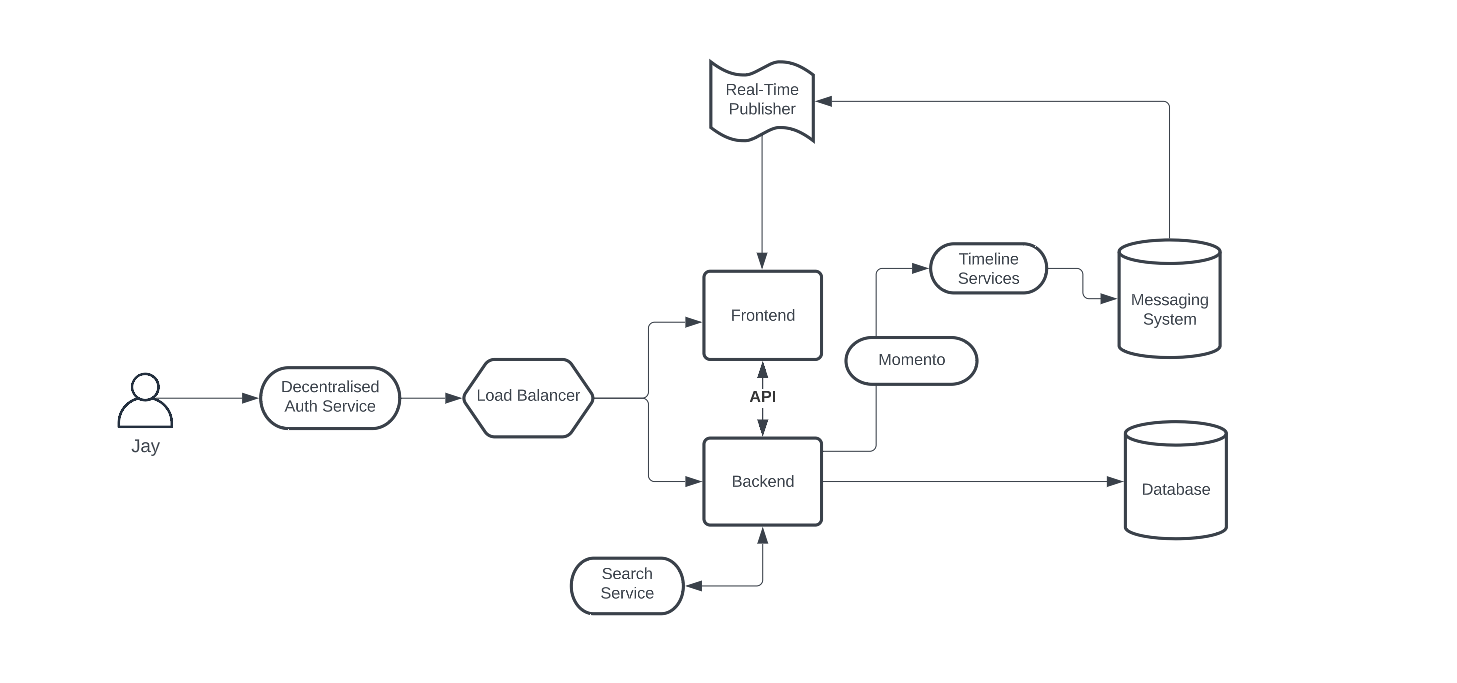 Real-Time
Publisher
Timeline
Services
Messaging
System
Frontend
Momento
Decentralised
Auth Service
Load Balancer
API
Jay
Backend
Database
Search
Service